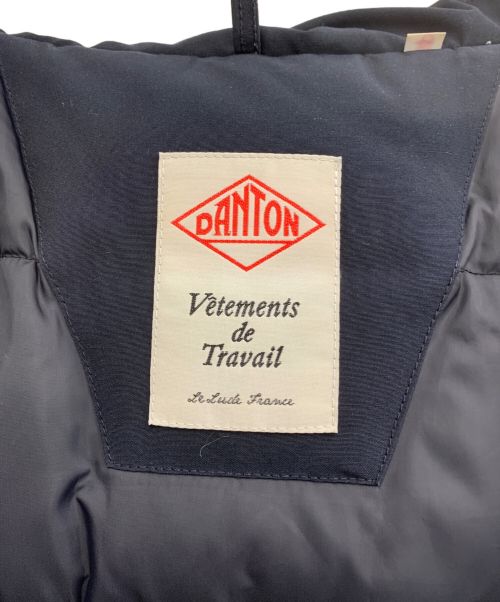 DANTON
Vêtements
de
Travail
Le Lude France